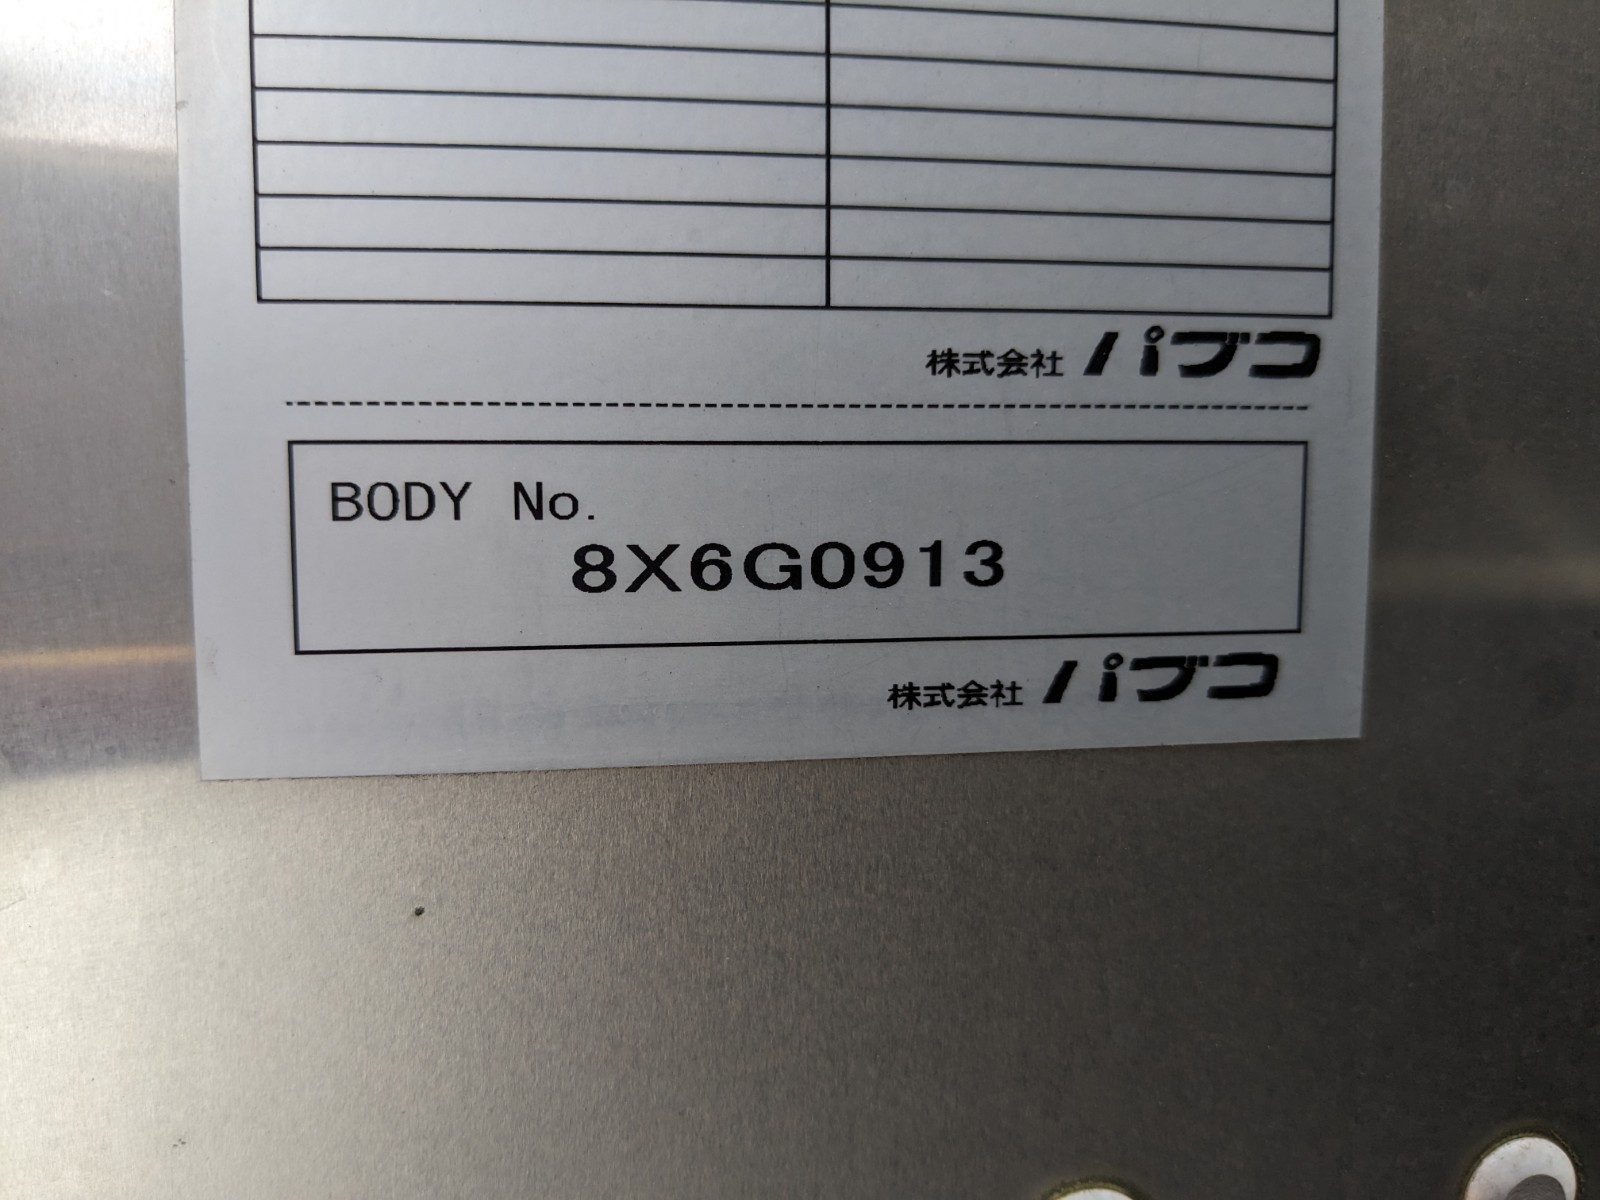 株式会社 パブコ
BODY No.
8X6G0913
株式会社 パブコ